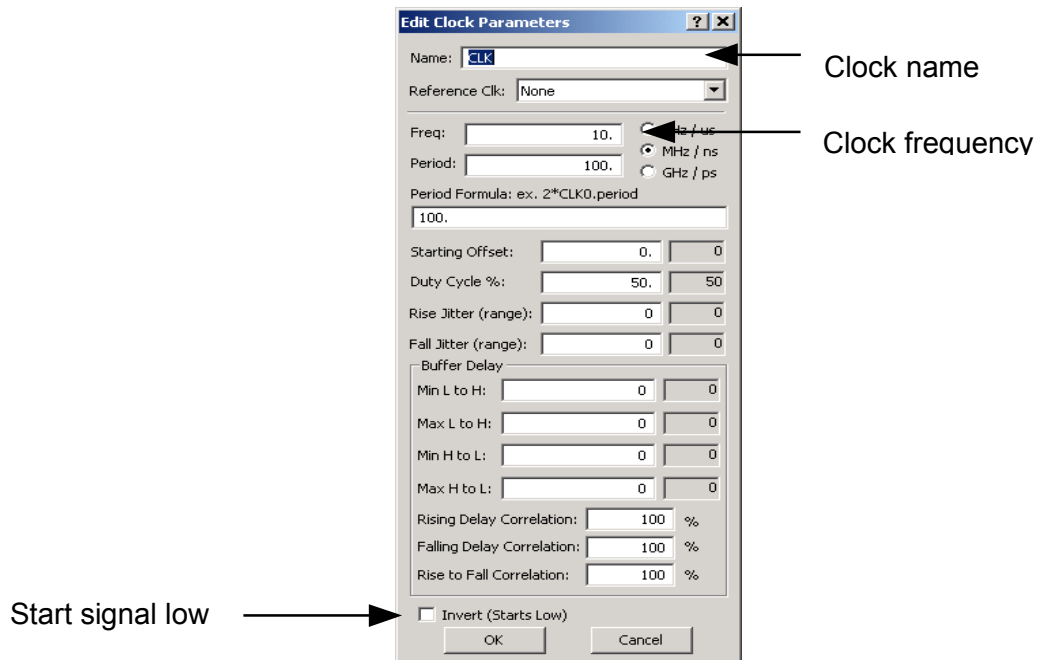 Edit Clock Parameters
Name: CLK
Clock name
Reference Clk: None
Freq: 10.
Clock frequency
MHz / ns
Period: 100.
GHz / ps
Period Formula: ex. 2*CLK0.period
100.
Starting Offset: 0. 0
Duty Cycle %: 50. 50
Rise Jitter (range): 0 0
Fall Jitter (range): 0 0
Buffer Delay
Min L to H: 0 0
Max L to H: 0 0
Min H to L: 0 0
Max H to L: 0 0
Rising Delay Correlation: 100 %
Falling Delay Correlation: 100 %
Rise to Fall Correlation: 100 %
Start signal low
Invert (Starts Low)
OK Cancel